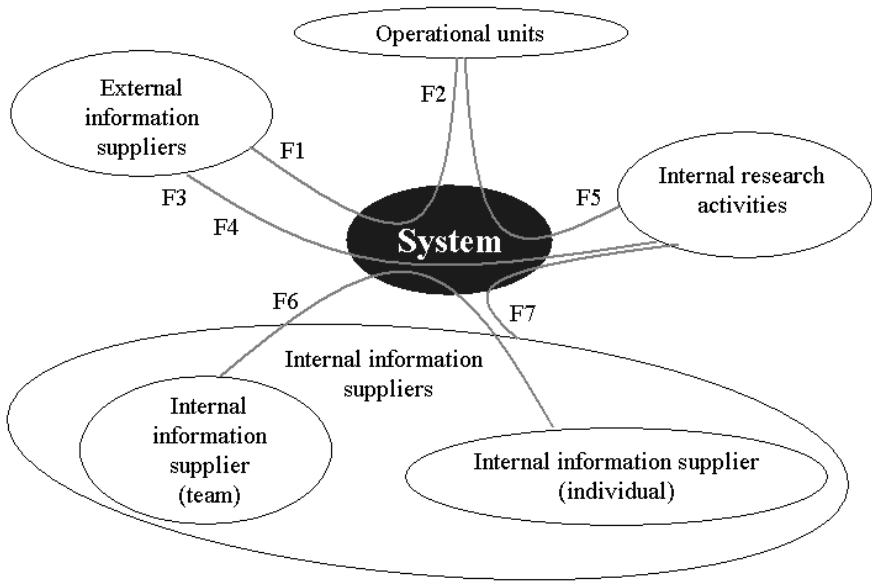 Operational units
External
information
suppliers
F2
F1
F3
F4
F5
Internal research
activities
System
F6
F7
Internal information
suppliers
Internal
information
supplier
(team)
Internal information supplier
(individual)